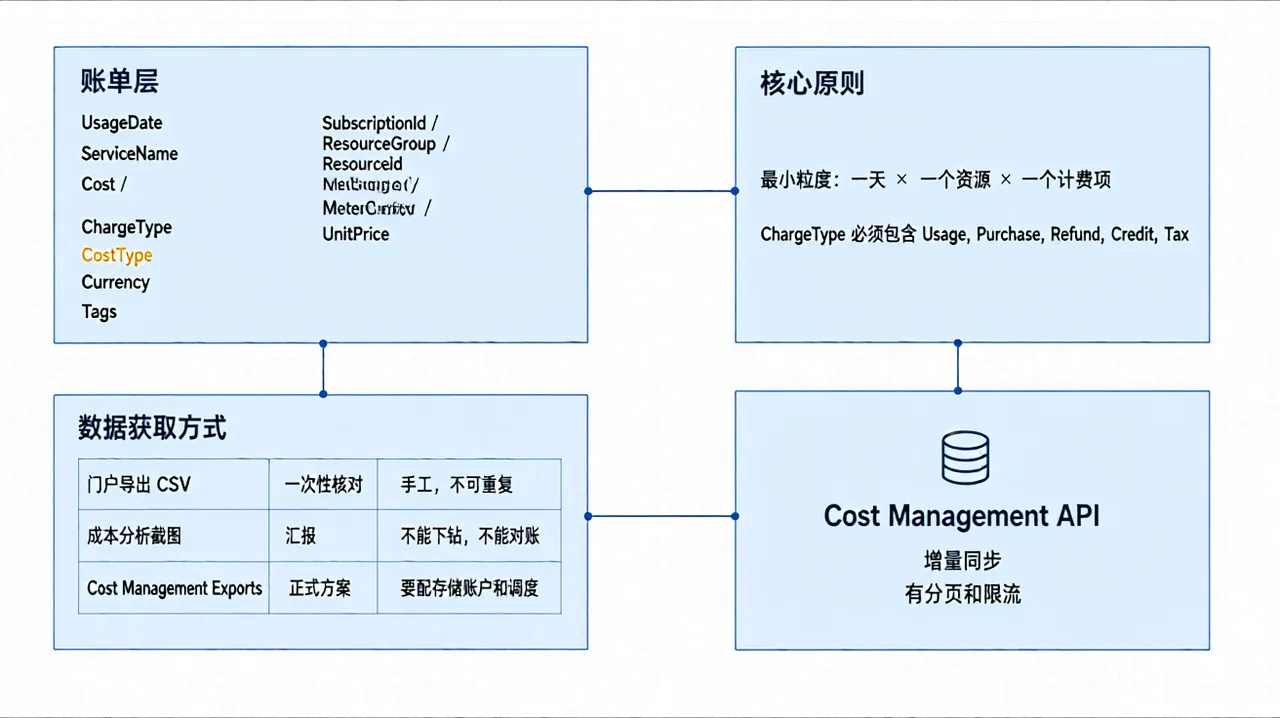 账单层
UsageDate
ServiceName
Cost /
ChargeType
CostType
Currency
Tags
SubscriptionId /
ResourceGroup /
ResourceId
/
/
UnitPrice
核心原则
最小粒度：一天 × 一个资源 × 一个计费项
ChargeType 必须包含 Usage, Purchase, Refund, Credit, Tax
数据获取方式
门户导出 CSV 一次性核对 手工，不可重复
成本分析截图 汇报 不能下钻，不能对账
Cost Management Exports 正式方案 要配存储账户和调度
Cost Management API
增量同步
有分页和限流